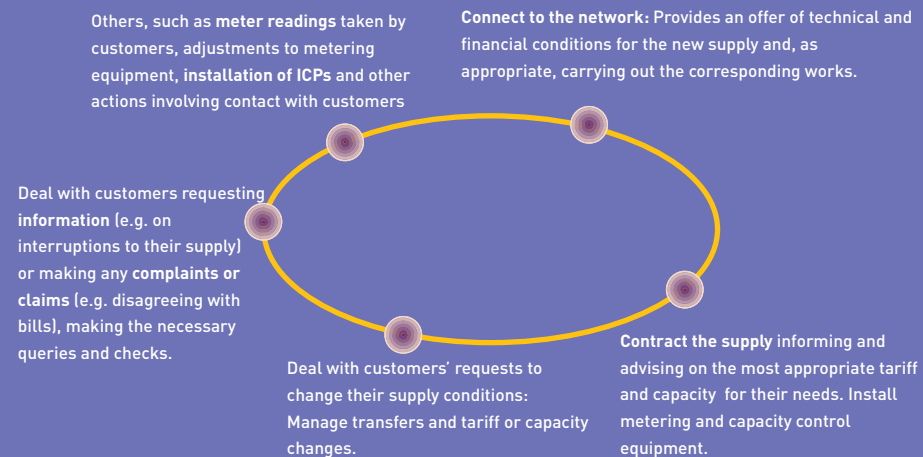 Others, such as meter readings taken by
customers, adjustments to metering
equipment, installation of ICPs and other
actions involving contact with customers
Connect to the network: Provides an offer of technical and
financial conditions for the new supply and, as
appropriate, carrying out the corresponding works.
Deal with customers requesting
information (e.g. on
interruptions to their supply)
or making any complaints or
claims (e.g. disagreeing with
bills), making the necessary
queries and checks.
Deal with customers’ requests to
change their supply conditions:
Manage transfers and tariff or capacity
changes.
Contract the supply informing and
advising on the most appropriate tariff
and capacity for their needs. Install
metering and capacity control
equipment.